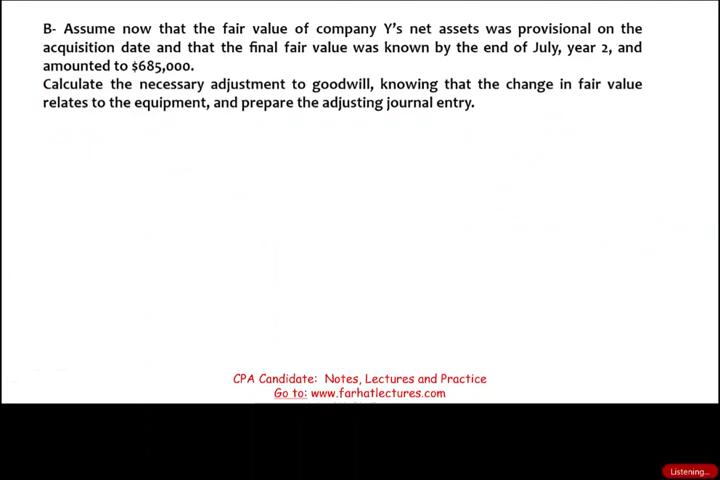 B- Assume now that the fair value of company Y's net assets was provisional on the
acquisition date and that the final fair value was known by the end of July, year 2, and
amounted to $685,000.
Calculate the necessary adjustment to goodwill, knowing that the change in fair value
relates to the equipment, and prepare the adjusting journal entry.
CPA Candidate: Notes, Lectures and Practice
Go to: www.farhatlectures.com
Listening...